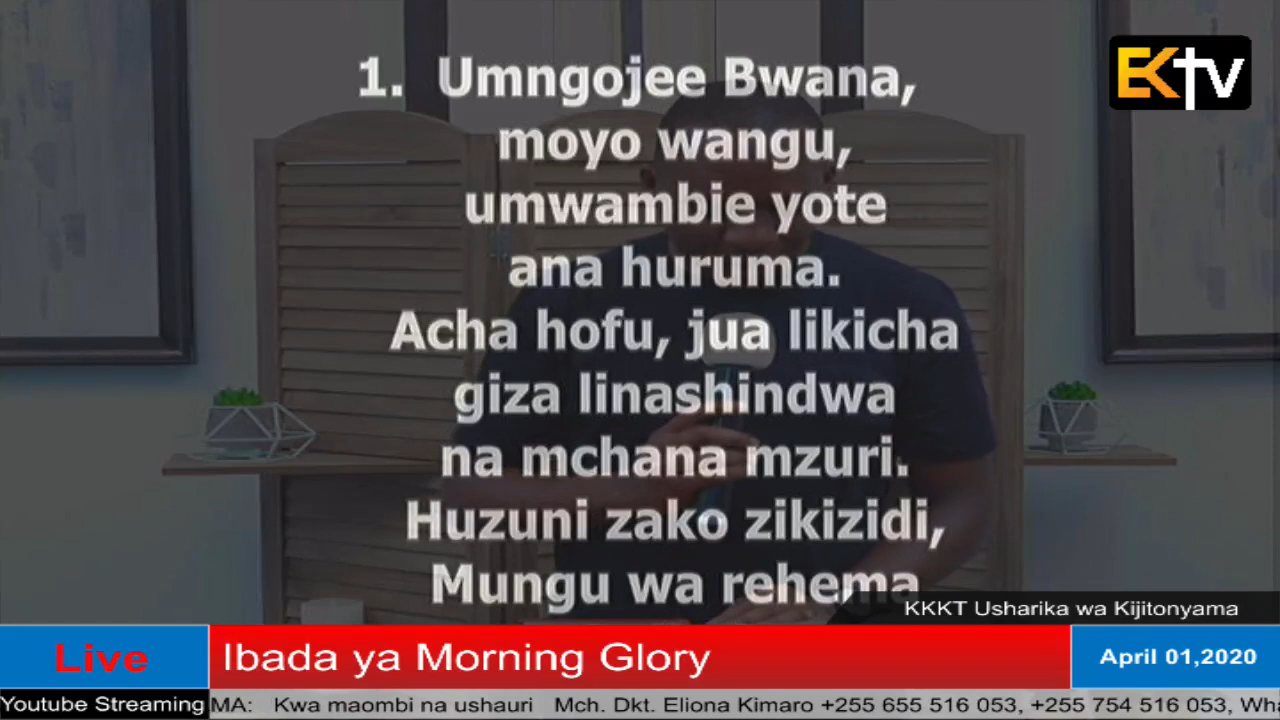 EKtv
1. Umngojee Bwana,
moyo wangu,
umwambie yote
ana huruma.
Acha hofu, jua likicha
giza linashindwa
na mchana mzuri.
Huzuni zako zikizidi,
Mungu wa rehema
KKKT Usharika wa Kijitonyama
Live
Ibada ya Morning Glory
April 01,2020
Youtube Streaming
MA: Kwa maombi na ushauri Mch. Dkt. Eliona Kimaro +255 655 516 053, +255 754 516 053, Wha